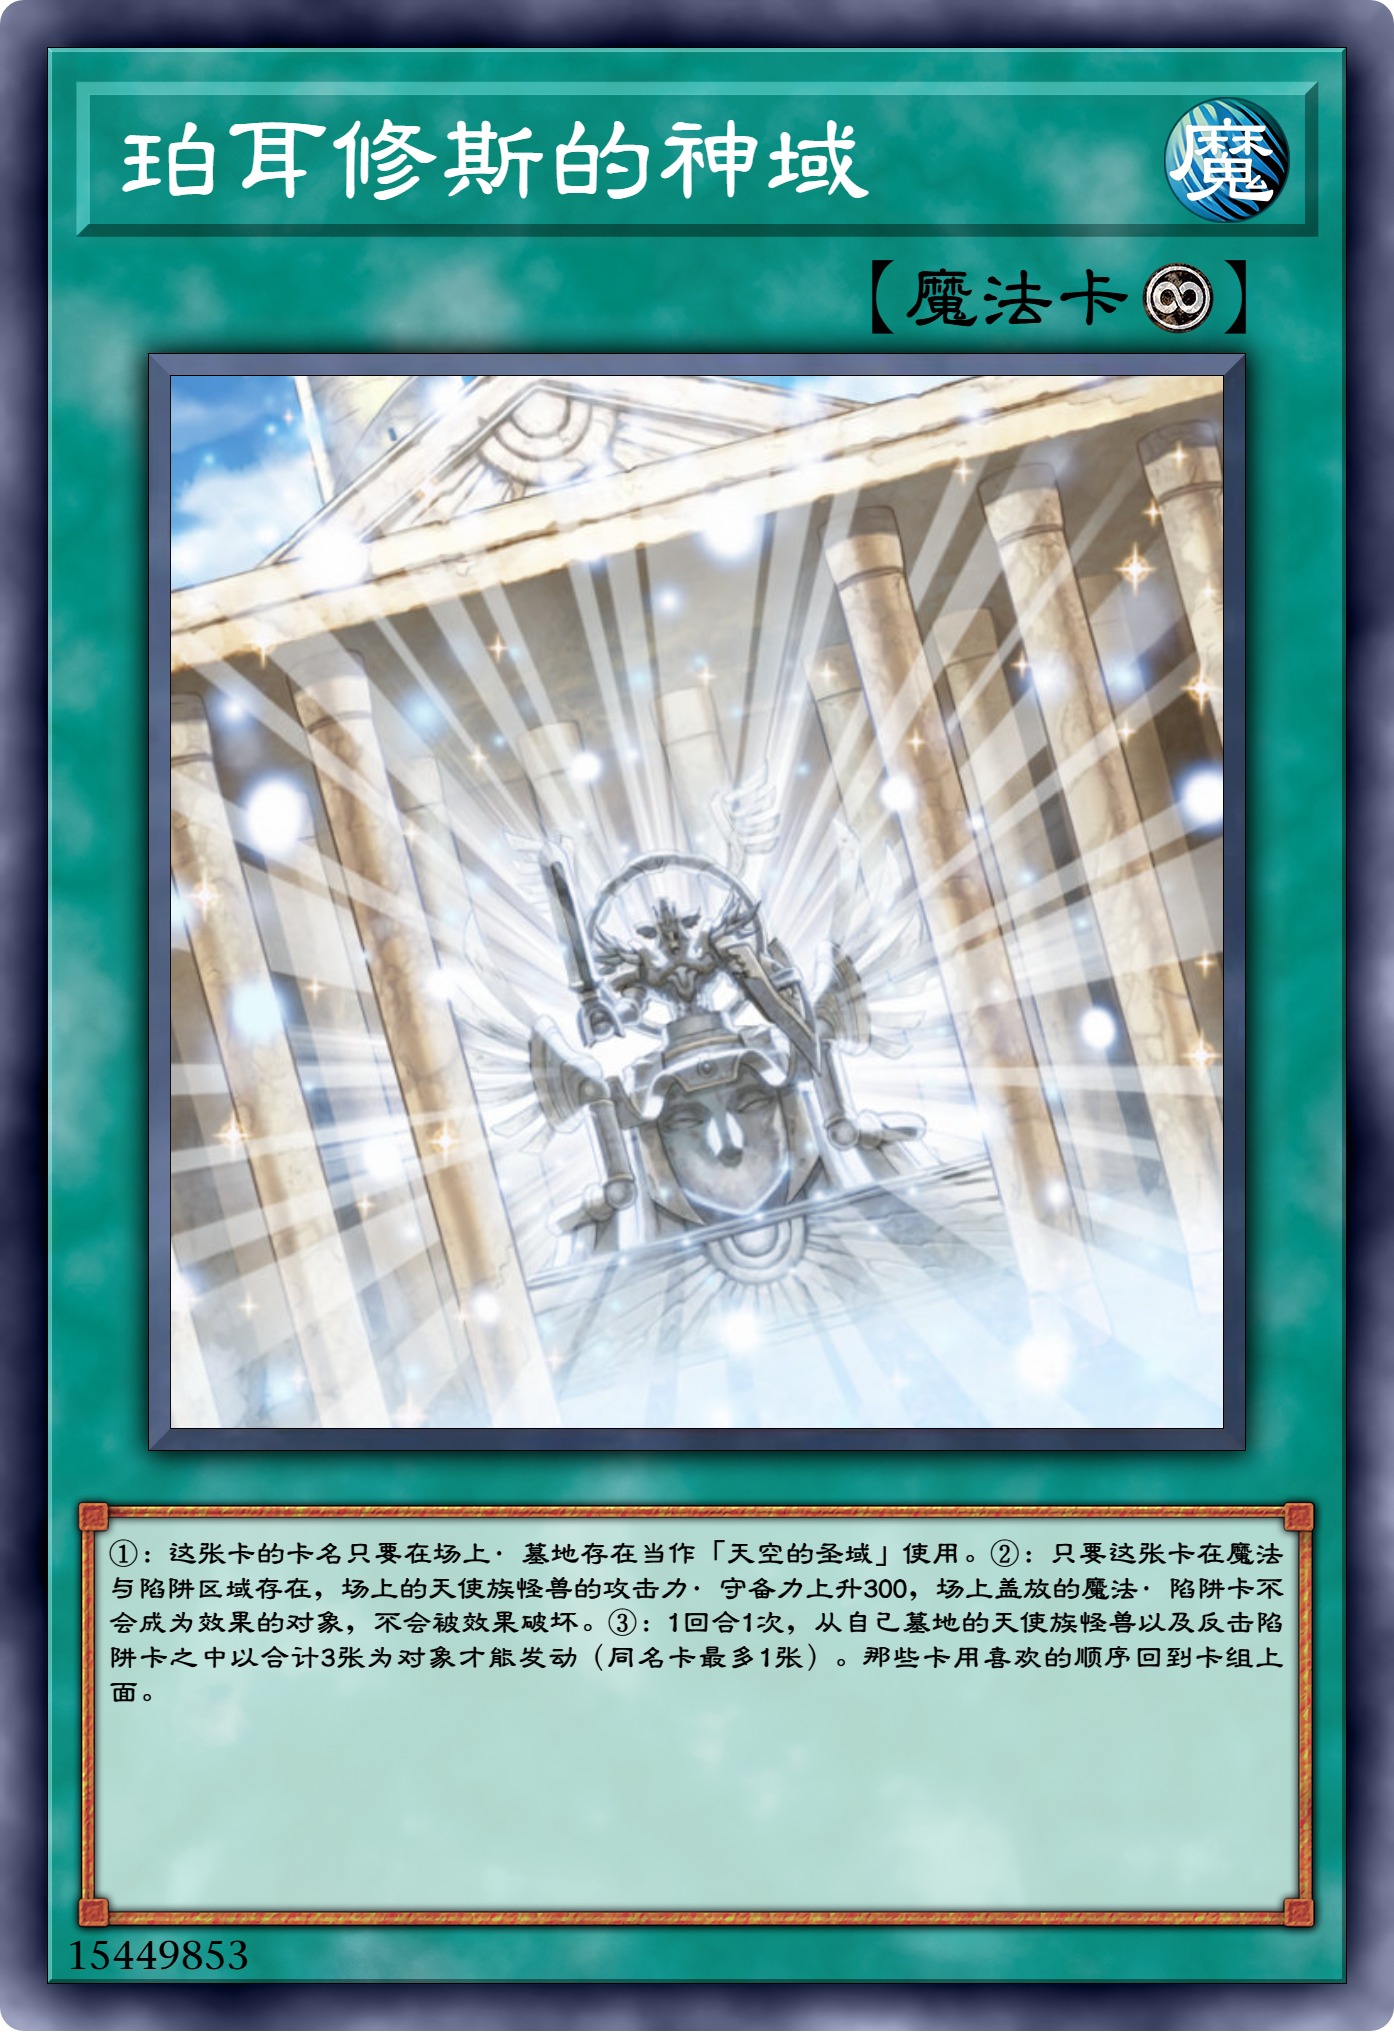 珀耳修斯的神域
魔
【魔法卡】
①：这张卡的卡名只要在场上·墓地存在当作「天空的圣域」使用。②：只要这张卡在魔法
与陷阱区域存在，场上的天使族怪兽的攻击力·守备力上升300，场上盖放的魔法·陷阱卡不
会成为效果的对象，不会被效果破坏。③：1回合1次，从自己墓地的天使族怪兽以及反击陷
阱卡之中以合计3张为对象才能发动（同名卡最多1张）。那些卡用喜欢的顺序回到卡组上
面。
15449853